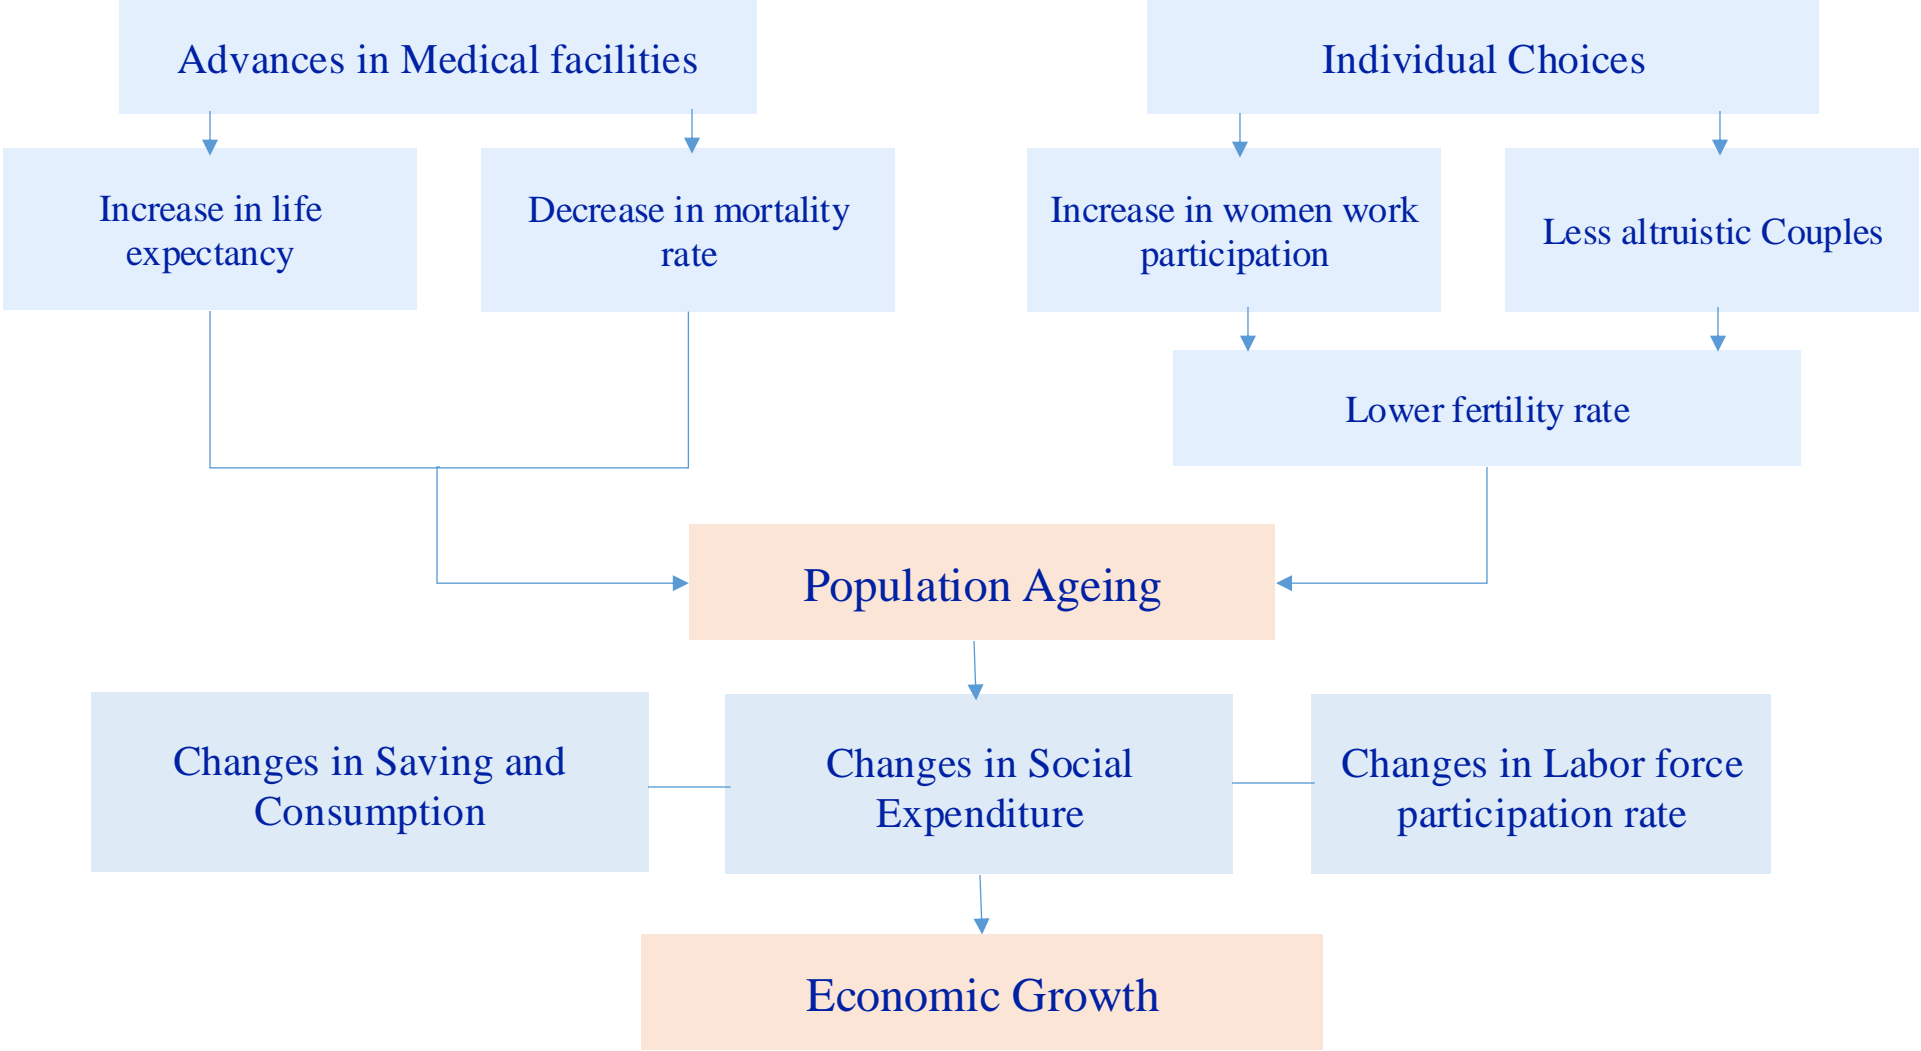 Advances in Medical facilities
Individual Choices
Increase in life
expectancy
Decrease in mortality
rate
Increase in women work
participation
Less altruistic Couples
Lower fertility rate
Population Ageing
Changes in Saving and
Consumption
Changes in Social
Expenditure
Changes in Labor force
participation rate
Economic Growth